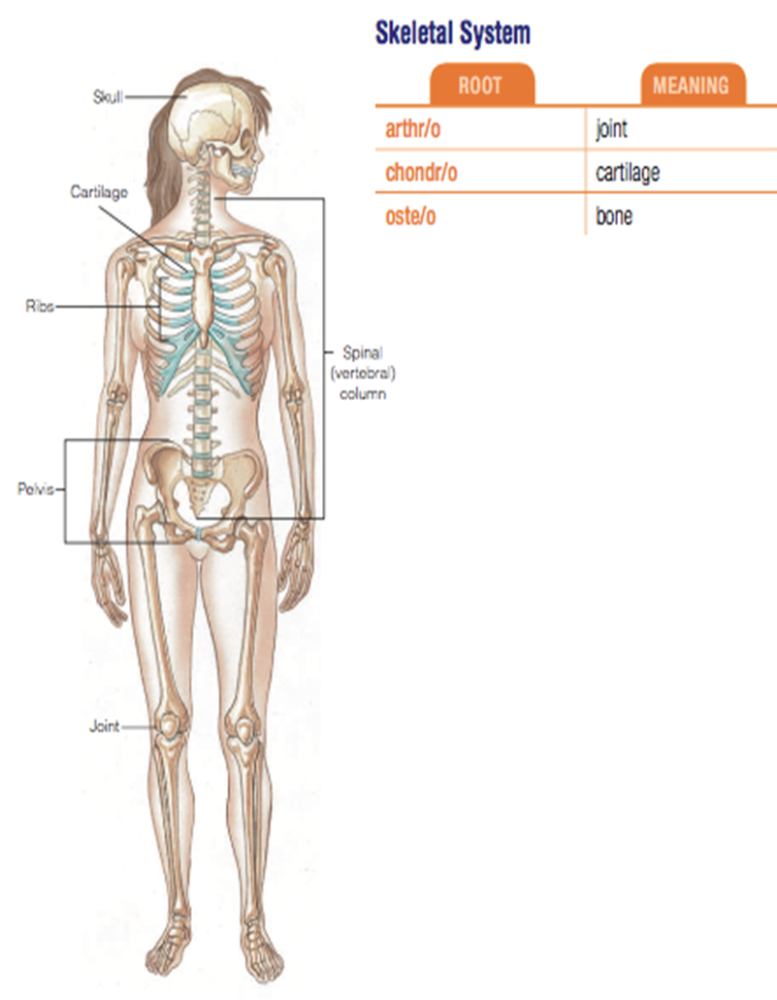 Skeletal System
ROOT MEANING
arthr/o joint
chondr/o cartilage
oste/o bone
Skull
Cartilage
Ribs
Spinal
(vertebral)
column
Pelvis
Joint